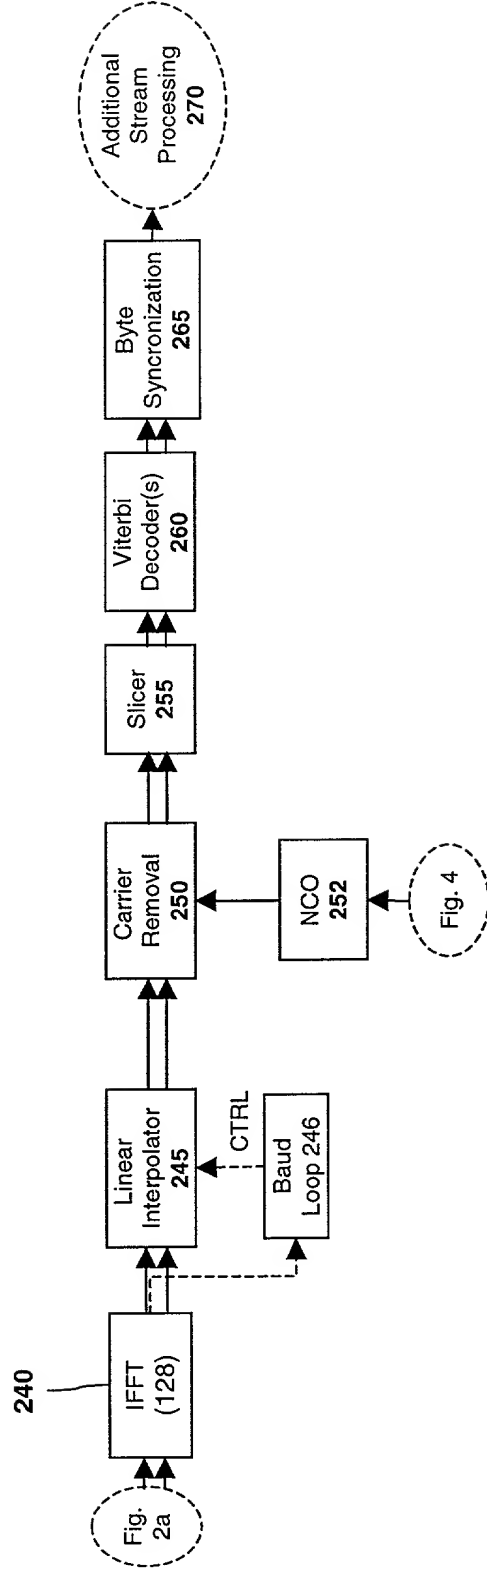 Fig.
2a
240
IFFT
(128)
Linear
Interpolator
245
CTRL
Baud
Loop 246
Carrier
Removal
250
NCO
252
Fig. 4
Slicer
255
Viterbi
Decoder(s)
260
Byte
Syncronization
265
Additional
Stream
Processing
270